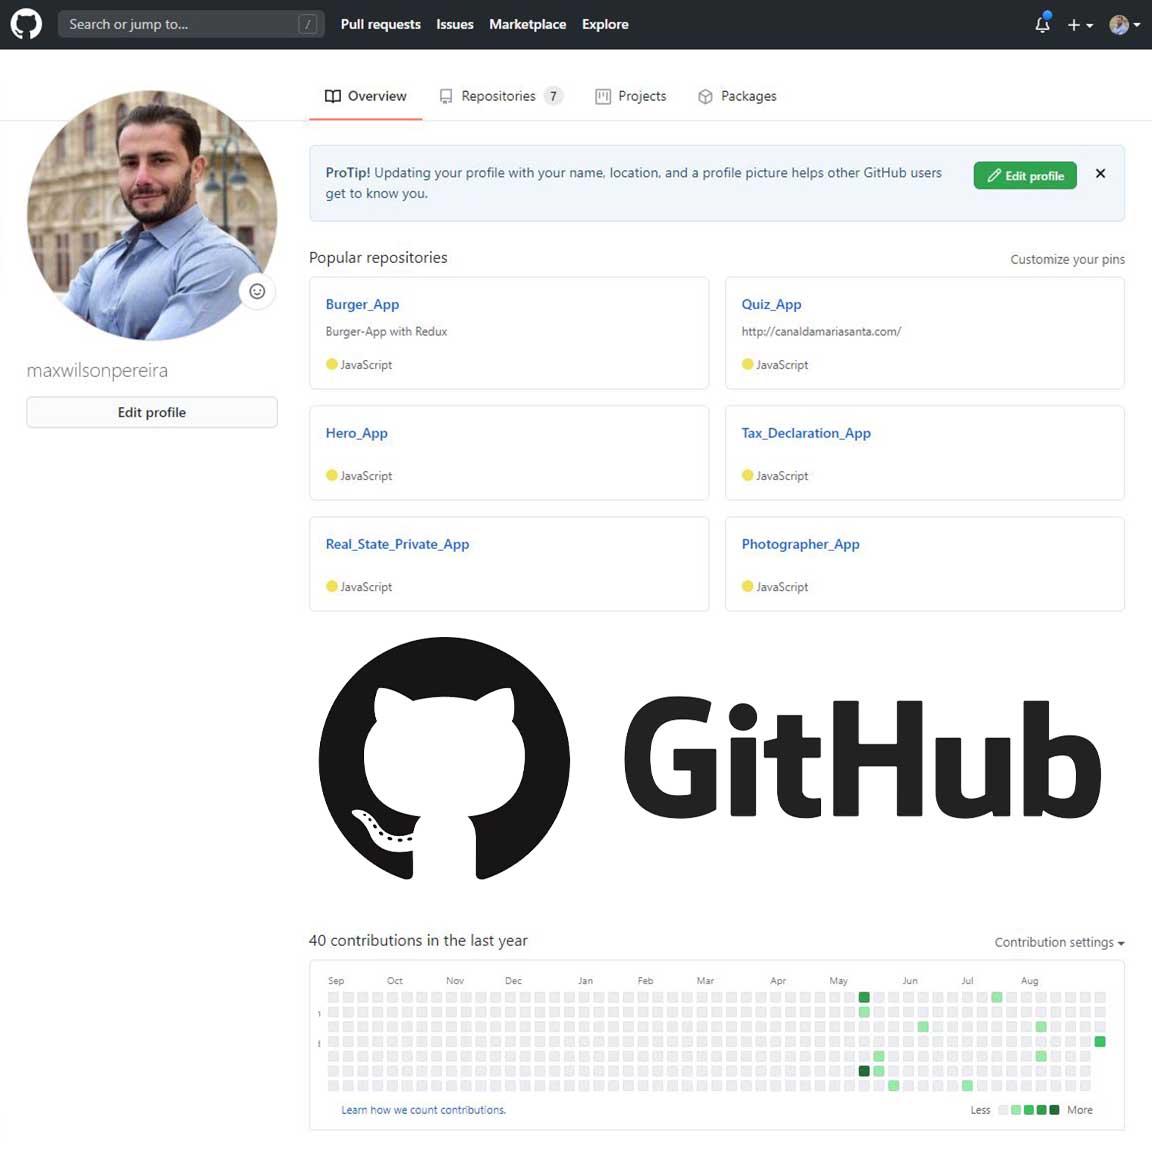 Search or jump to... / Pull requests Issues Marketplace Explore
Overview Repositories 7 Projects Packages
ProTip! Updating your profile with your name, location, and a profile picture helps other GitHub users
get to know you.
Edit profile
maxwilsonpereira
Edit profile
Popular repositories Customize your pins
Burger_App
Burger-App with Redux
JavaScript
Quiz_App
http://canaldamariasanta.com/
JavaScript
Hero_App
JavaScript
Tax_Declaration_App
JavaScript
Real_State_Private_App
JavaScript
Photographer_App
JavaScript
GitHub
40 contributions in the last year Contribution settings
Sep Oct Nov Dec Jan Feb Mar Apr May Jun Jul Aug
Learn how we count contributions. Less More